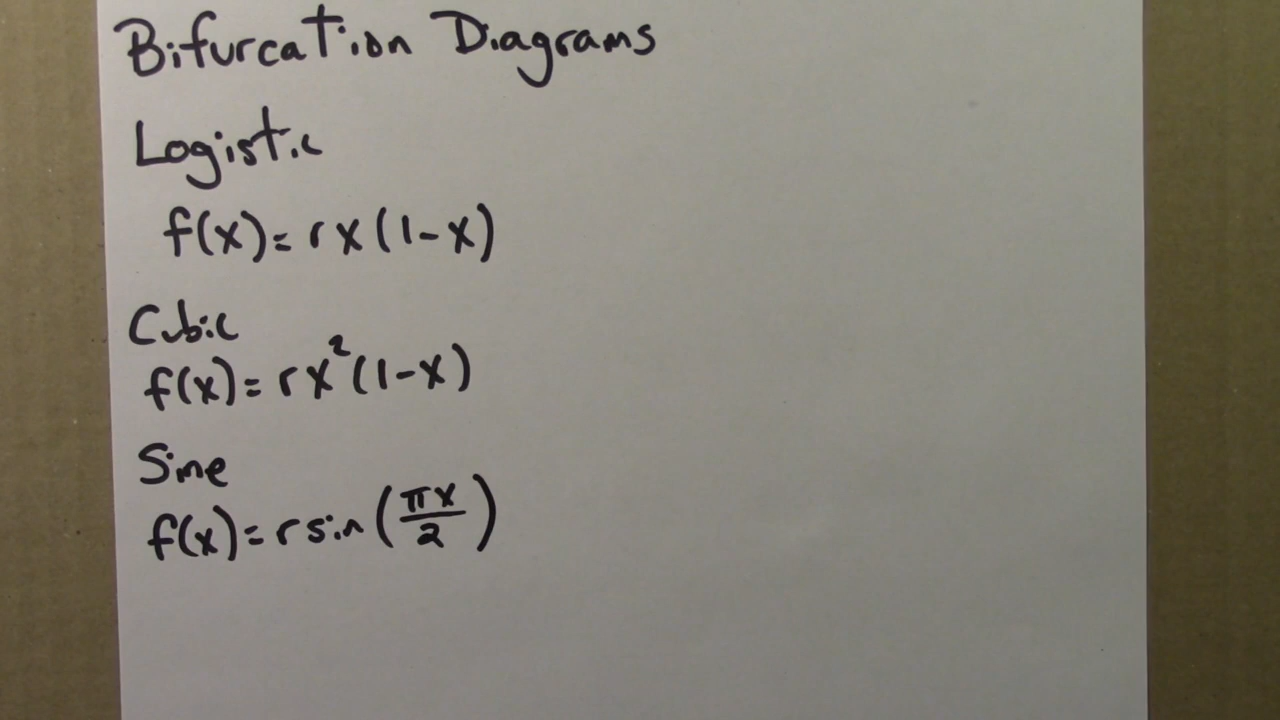 Bifurcation Diagrams
Logistic
f(x)=rx(1-x)
Cubic
f(x)=rx²(1-x)
Sine
f(x)=r sin(πx/2)